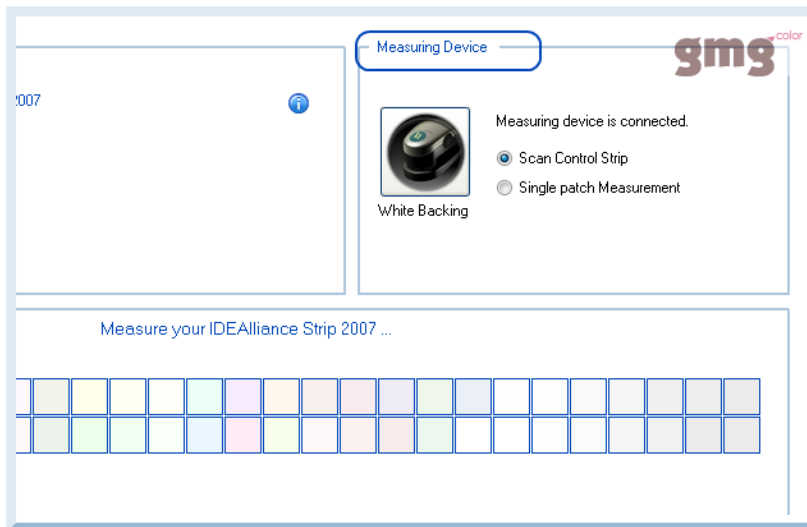 Measuring Device
gmg color
2007
Measuring device is connected.
Scan Control Strip
Single patch Measurement
White Backing
Measure your IDEAlliance Strip 2007 ...